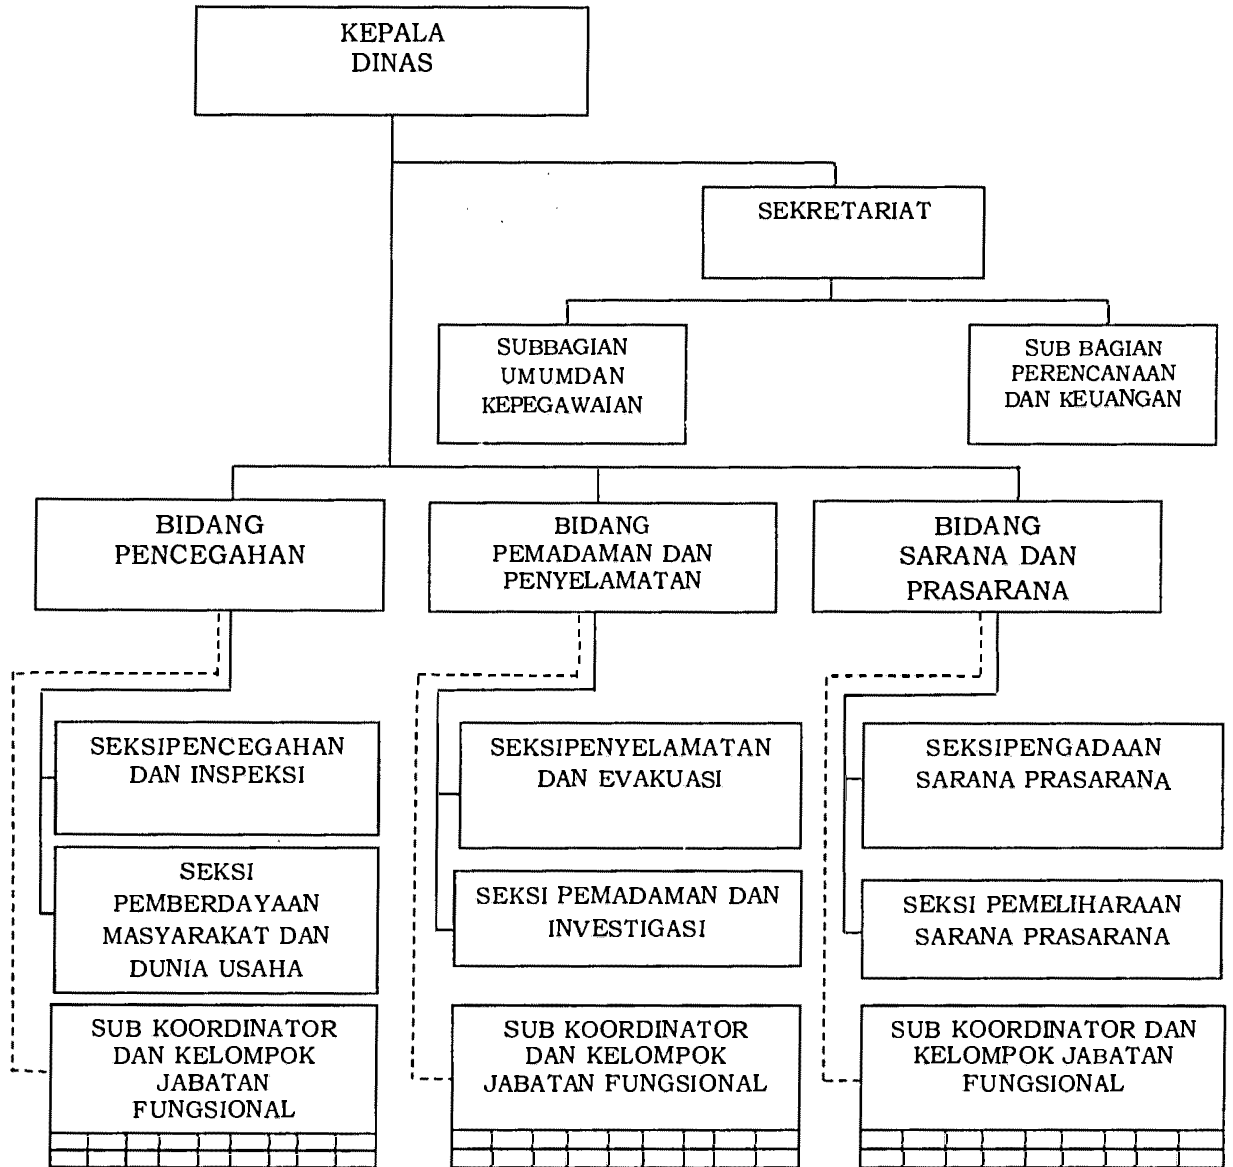 KEPALA
DINAS
SEKRETARIAT
SUBBAGIAN
UMUMDAN
KEPEGAWAIAN
SUB BAGIAN
PERENCANAAN
DAN KEUANGAN
BIDANG
PENCEGAHAN
BIDANG
PEMADAMAN DAN
PENYELAMATAN
BIDANG
SARANA DAN
PRASARANA
SEKSIPENCEGAHAN
DAN INSPEKSI
SEKSI
PEMBERDAYAAN
MASYARAKAT DAN
DUNIA USAHA
SUB KOORDINATOR
DAN KELOMPOK
JABATAN
FUNGSIONAL
SEKSIPENYELAMATAN
DAN EVAKUASI
SEKSI PEMADAMAN DAN
INVESTIGASI
SUB KOORDINATOR
DAN KELOMPOK
JABATAN FUNGSIONAL
SEKSIPENGADAAN
SARANA PRASARANA
SEKSI PEMELIHARAAN
SARANA PRASARANA
SUB KOORDINATOR DAN
KELOMPOK JABATAN
FUNGSIONAL